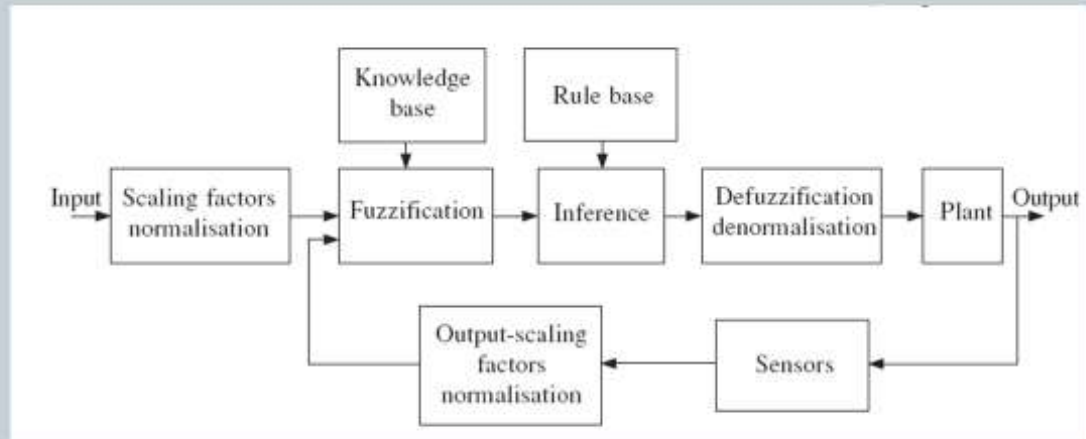 Knowledge
base
Rule base
Input
Scaling factors
normalisation
Fuzzification
Inference
Defuzzification
denormalisation
Plant
Output
Output-scaling
factors
normalisation
Sensors